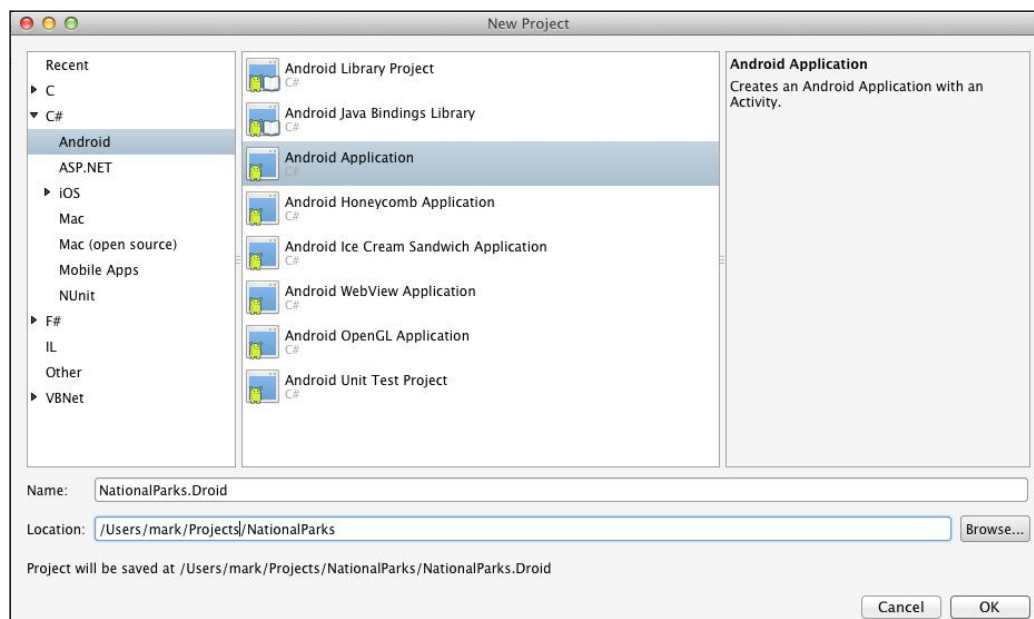 New Project
Recent
C
C#
Android
ASP.NET
iOS
Mac
Mac (open source)
Mobile Apps
NUnit
F#
IL
Other
VBNet
Android Library Project
C#
Android Java Bindings Library
C#
Android Application
C#
Android Honeycomb Application
C#
Android Ice Cream Sandwich Application
C#
Android WebView Application
C#
Android OpenGL Application
C#
Android Unit Test Project
C#
Android Application
Creates an Android Application with an
Activity.
Name: NationalParks.Droid
Location: /Users/mark/Projects/NationalParks Browse...
Project will be saved at /Users/mark/Projects/NationalParks/NationalParks.Droid
Cancel OK